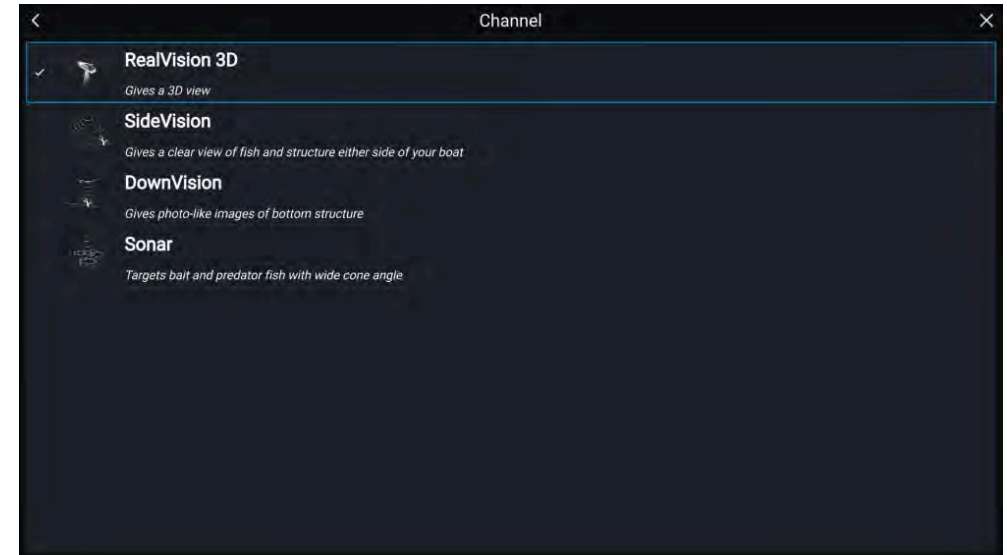 Channel
RealVision 3D
Gives a 3D view
SideVision
Gives a clear view of fish and structure either side of your boat
DownVision
Gives photo-like images of bottom structure
Sonar
Targets bait and predator fish with wide cone angle